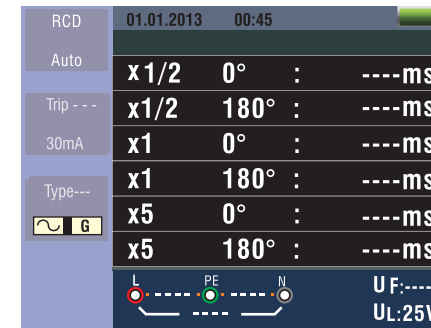 RCD
Auto
Trip - - -
30mA
Type---
G
01.01.2013 00:45
x1/2 0° : ----ms
x1/2 180° : ----ms
x1 0° : ----ms
x1 180° : ----ms
x5 0° : ----ms
x5 180° : ----ms
L PE N
UF:----
UL:25V